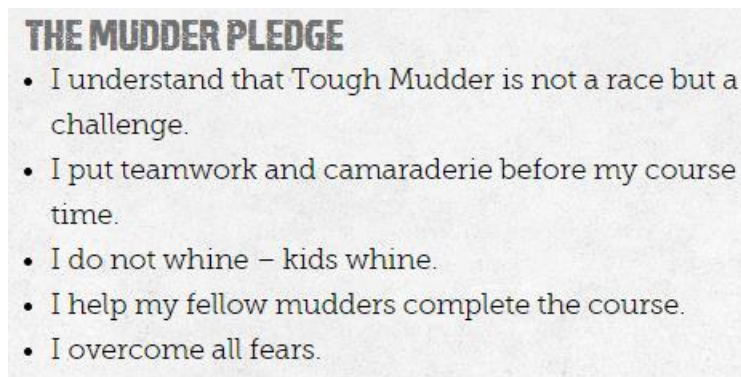 THE MUDDER PLEDGE
• I understand that Tough Mudder is not a race but a
challenge.
• I put teamwork and camaraderie before my course
time.
• I do not whine – kids whine.
• I help my fellow mudders complete the course.
• I overcome all fears.